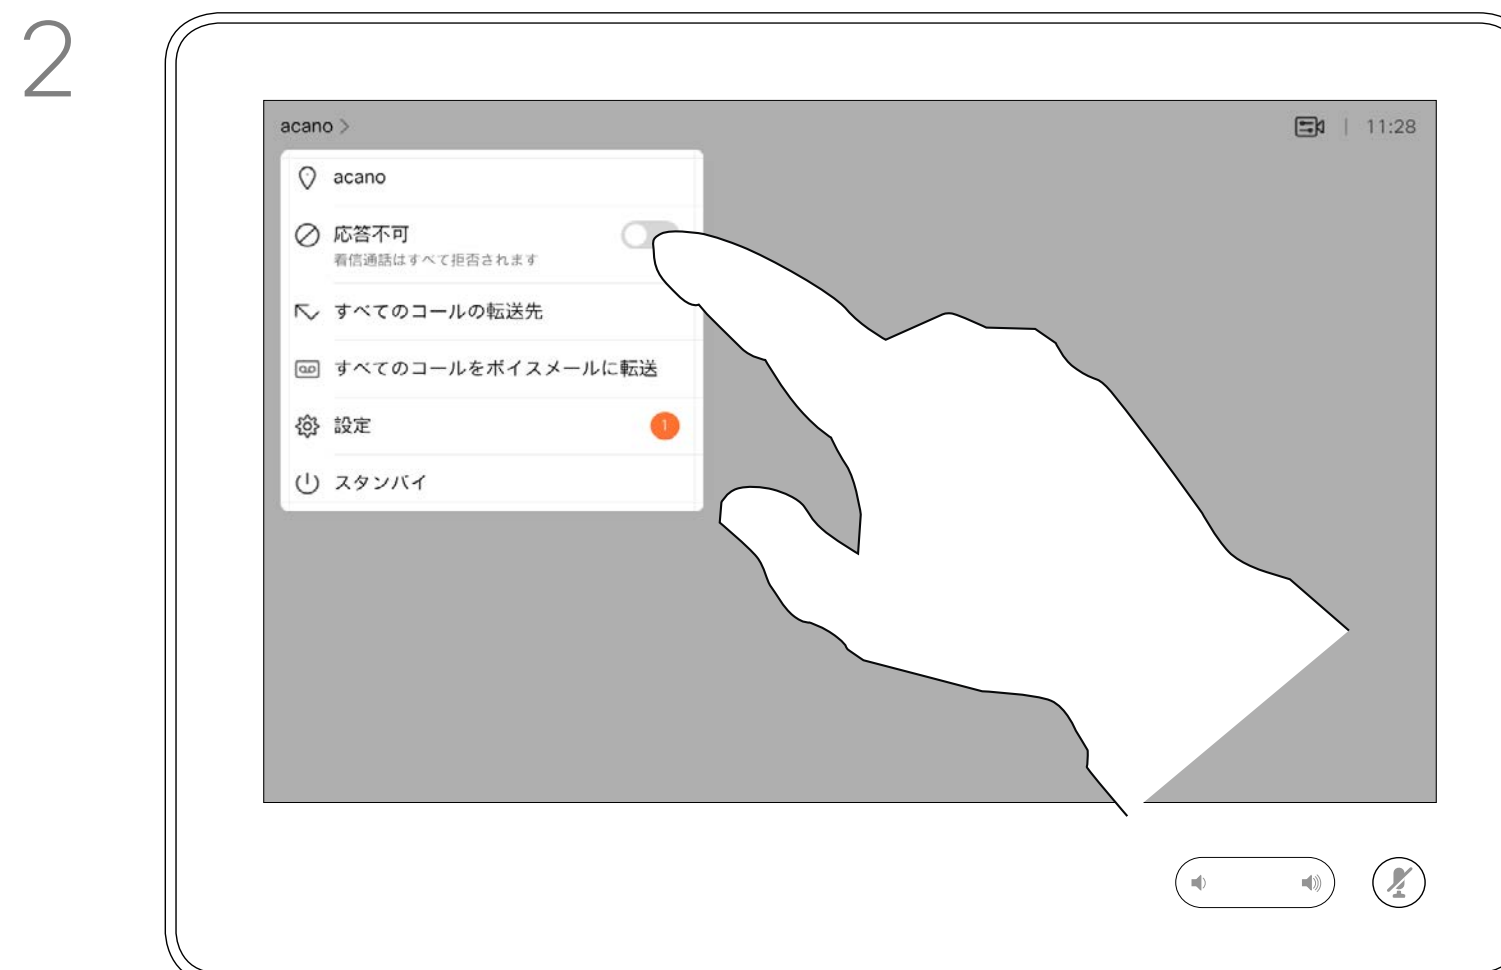 2
acano >
11:28
acano
応答不可
着信通話はすべて拒否されます
すべてのコールの転送先
すべてのコールをボイスメールに転送
設定
1
スタンバイ